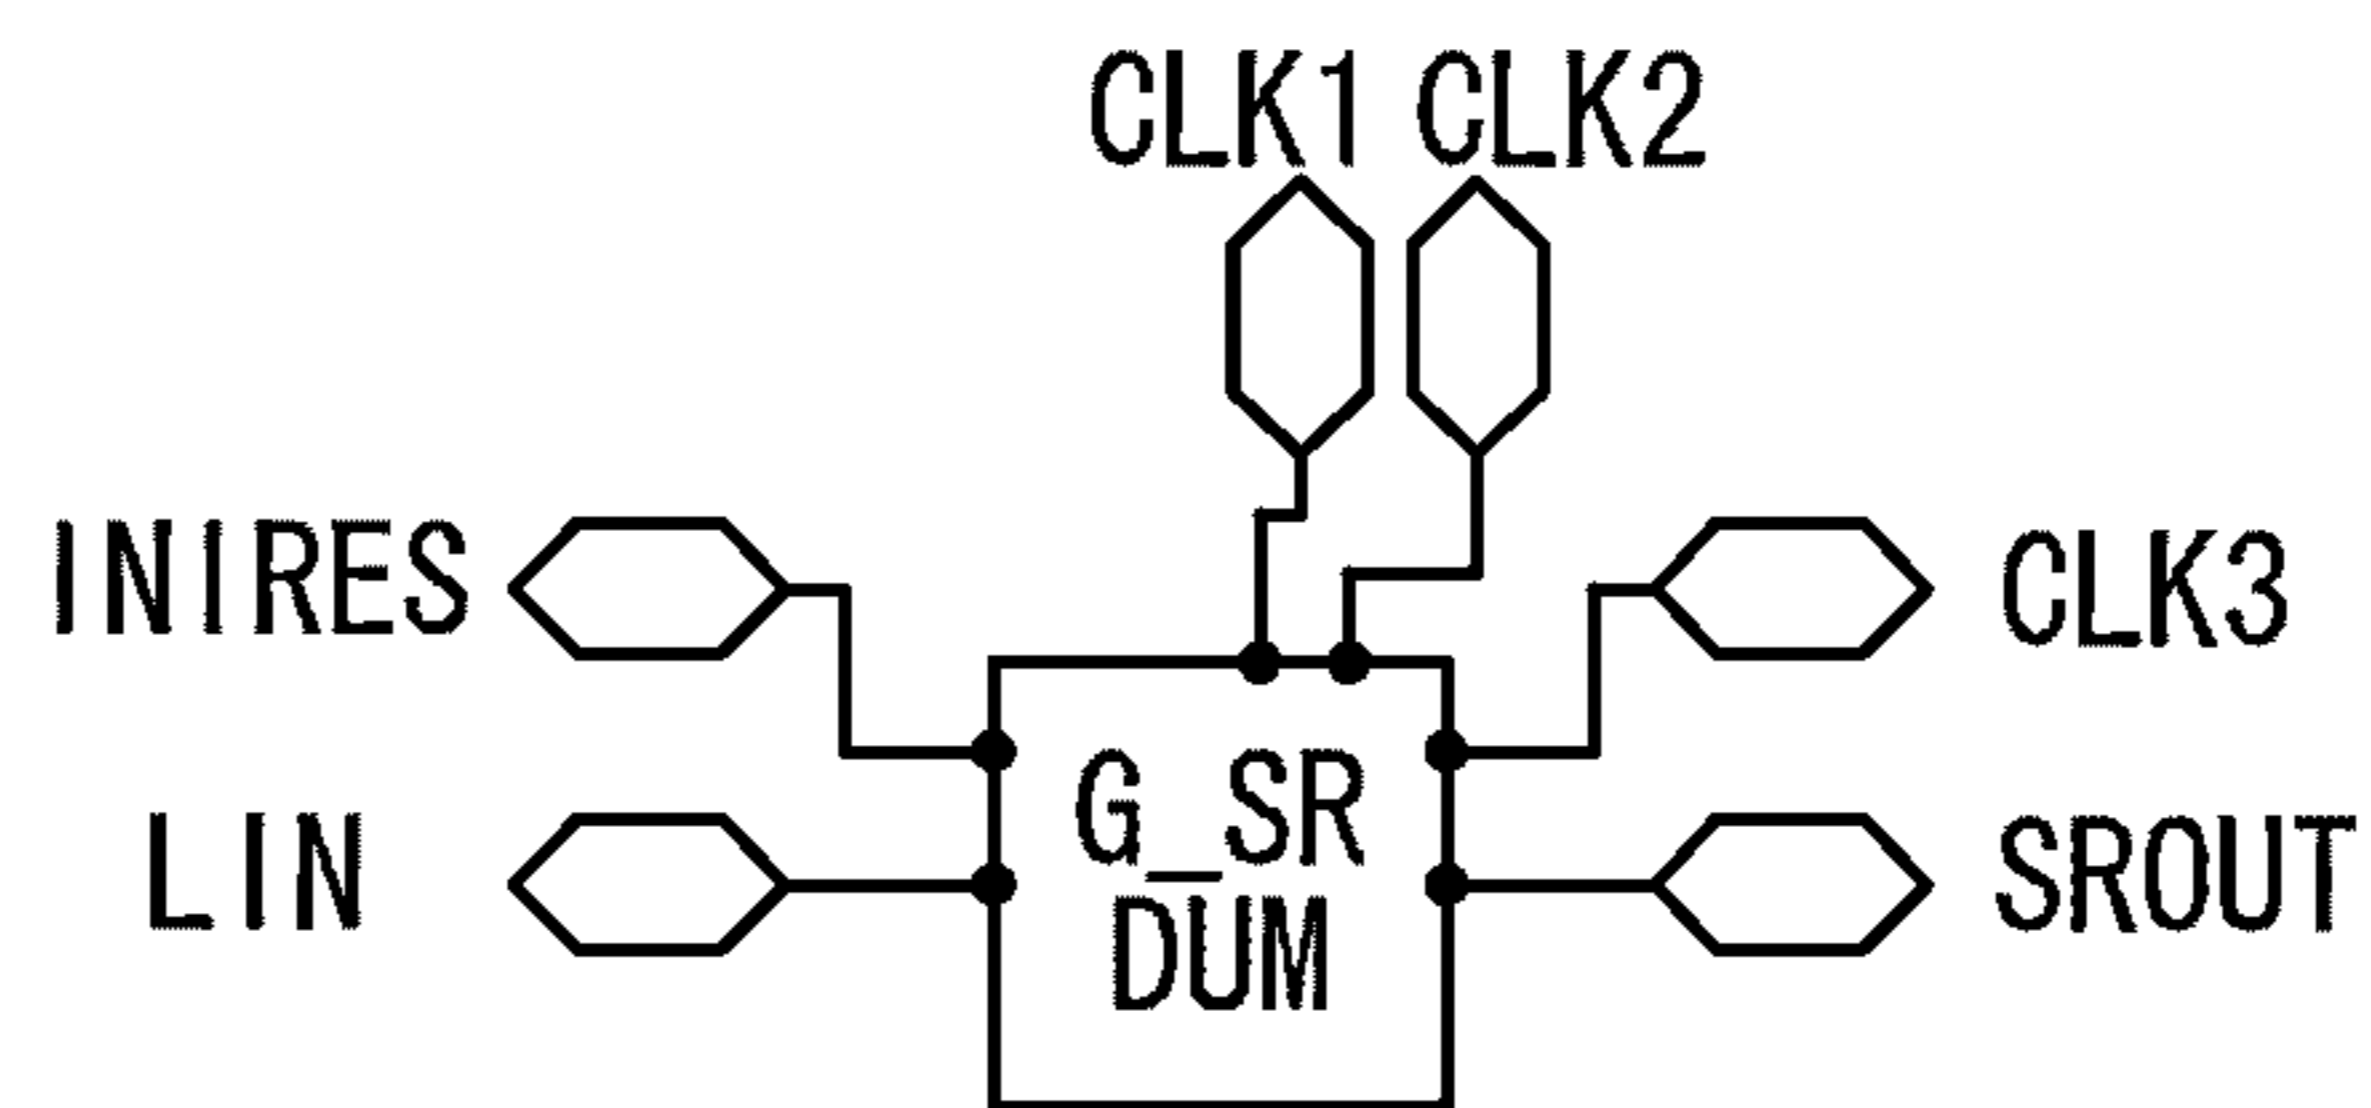 CLK1 CLK2
INIRES
CLK3
LIN
G_SR
DUM
SROUT